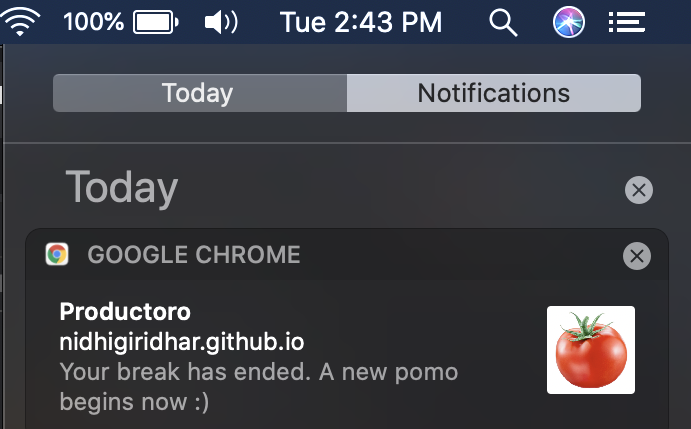 100% Tue 2:43 PM
Today Notifications
Today
GOOGLE CHROME
Productoro
nidhigiridhar.github.io
Your break has ended. A new pomo
begins now :)